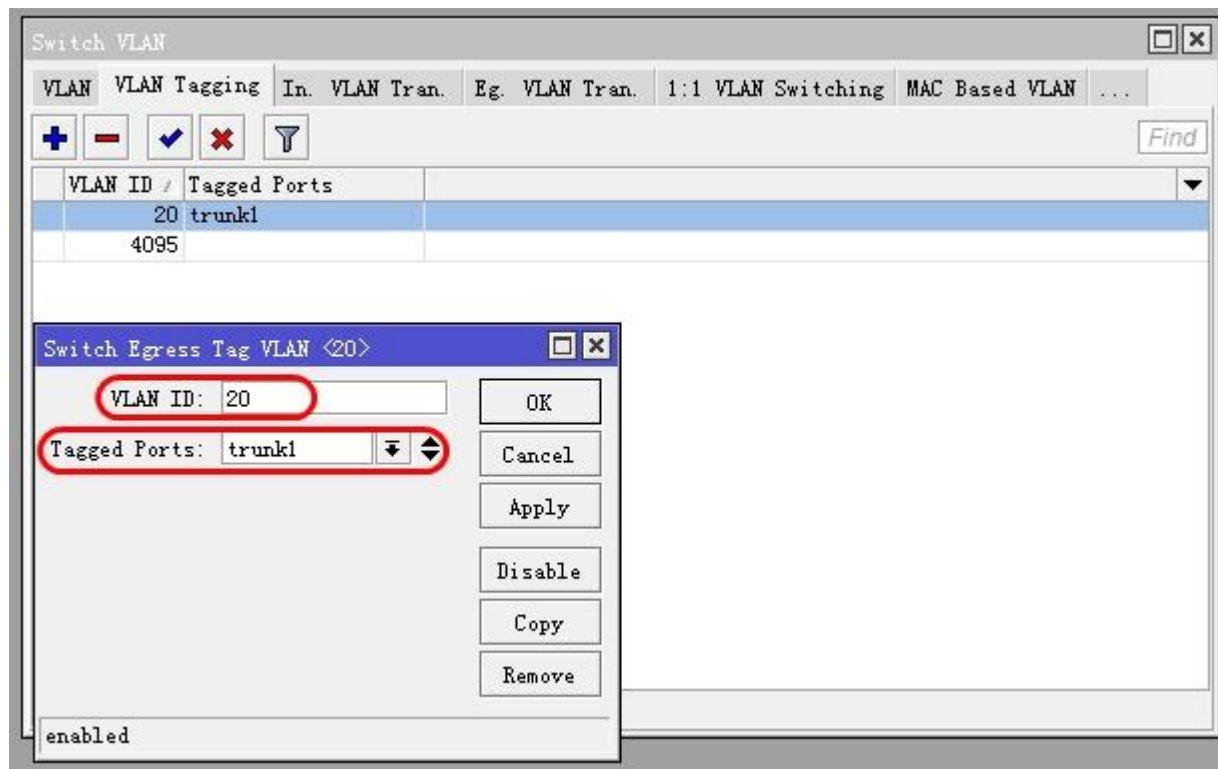 Switch VLAN
VLAN VLAN Tagging In. VLAN Tran. Eg. VLAN Tran. 1:1 VLAN Switching MAC Based VLAN ...
Find
VLAN ID Tagged Ports
20 trunk1
4095
Switch Egress Tag VLAN <20>
VLAN ID: 20
OK
Tagged Ports: trunk1
Cancel
Apply
Disable
Copy
Remove
enabled